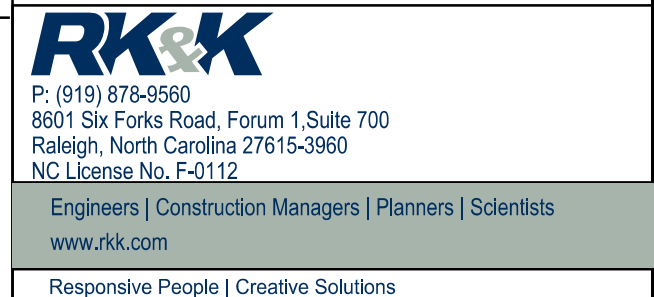 RK&K
P: (919) 878-9560
8601 Six Forks Road, Forum 1,Suite 700
Raleigh, North Carolina 27615-3960
NC License No. F-0112
Engineers | Construction Managers | Planners | Scientists
www.rkk.com
Responsive People | Creative Solutions